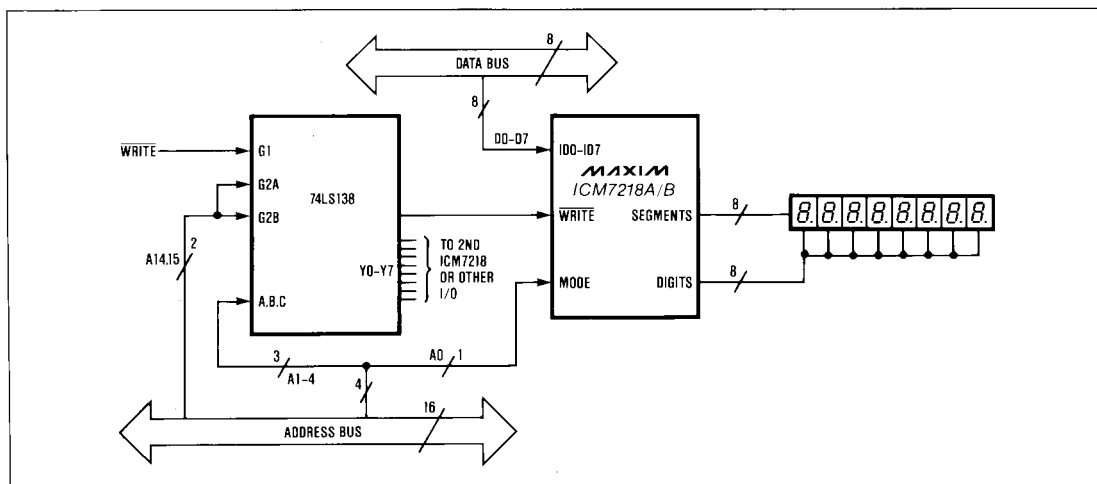 8
DATA BUS
8
D0-D7
WRITE
G1
G2A
G2B
74LS138
A14,15
2
A,B,C
Y0-Y7
TO 2ND
ICM7218
OR OTHER
I/O
3
A1-4
4
A0
1
16
ADDRESS BUS
ID0-ID7
MAXIM
ICM7218A/B
WRITE
SEGMENTS
MODE
DIGITS
8
8
8.8.8.8.8.8.8.8.